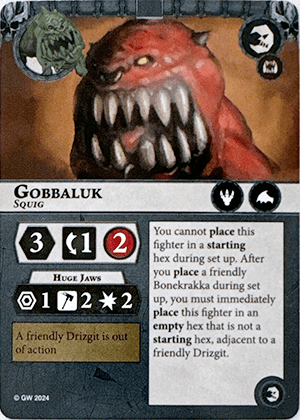 GOBBALUK
SQUIG
3 1 2
HUGE JAWS
1 2 2
You cannot place this
fighter in a starting
hex during set up. After
you place a friendly
Bonekrakka during set
up, you must immediately
place this fighter in an
empty hex that is not a
starting hex, adjacent to a
friendly Drizgit.
A friendly Drizgit is out
of action
© GW 2024